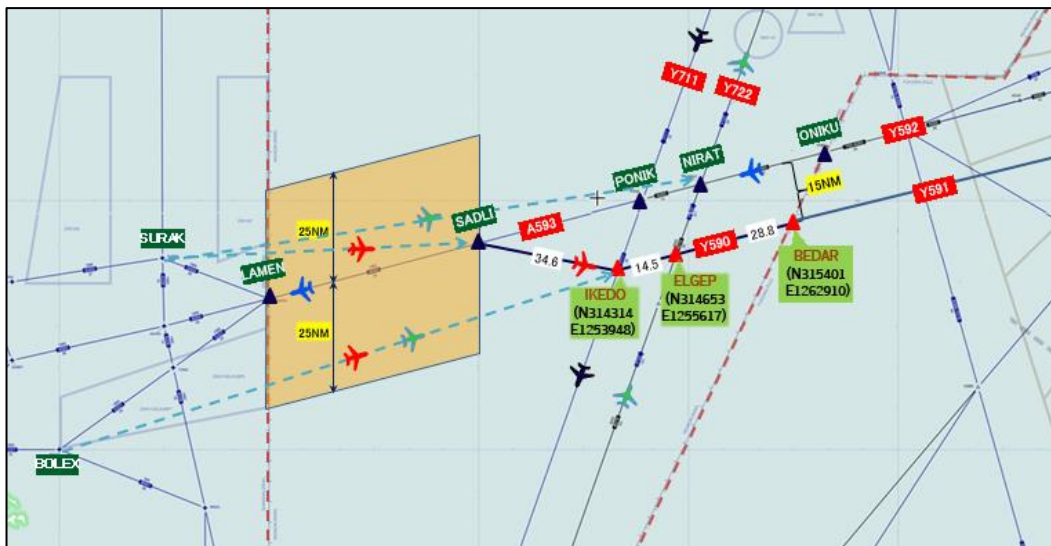 Y711
Y722
ONIKU
Y592
PONIK
NIRAT
15NM
Y591
SADLI
A593
25NM
SURAK
LAMEN
34.6
14.5
Y590
28.8
25NM
IKEDO
(N314314
E1253948)
ELGEP
(N314653
E1255617)
BEDAR
(N315401
E1262910)
BOLEX